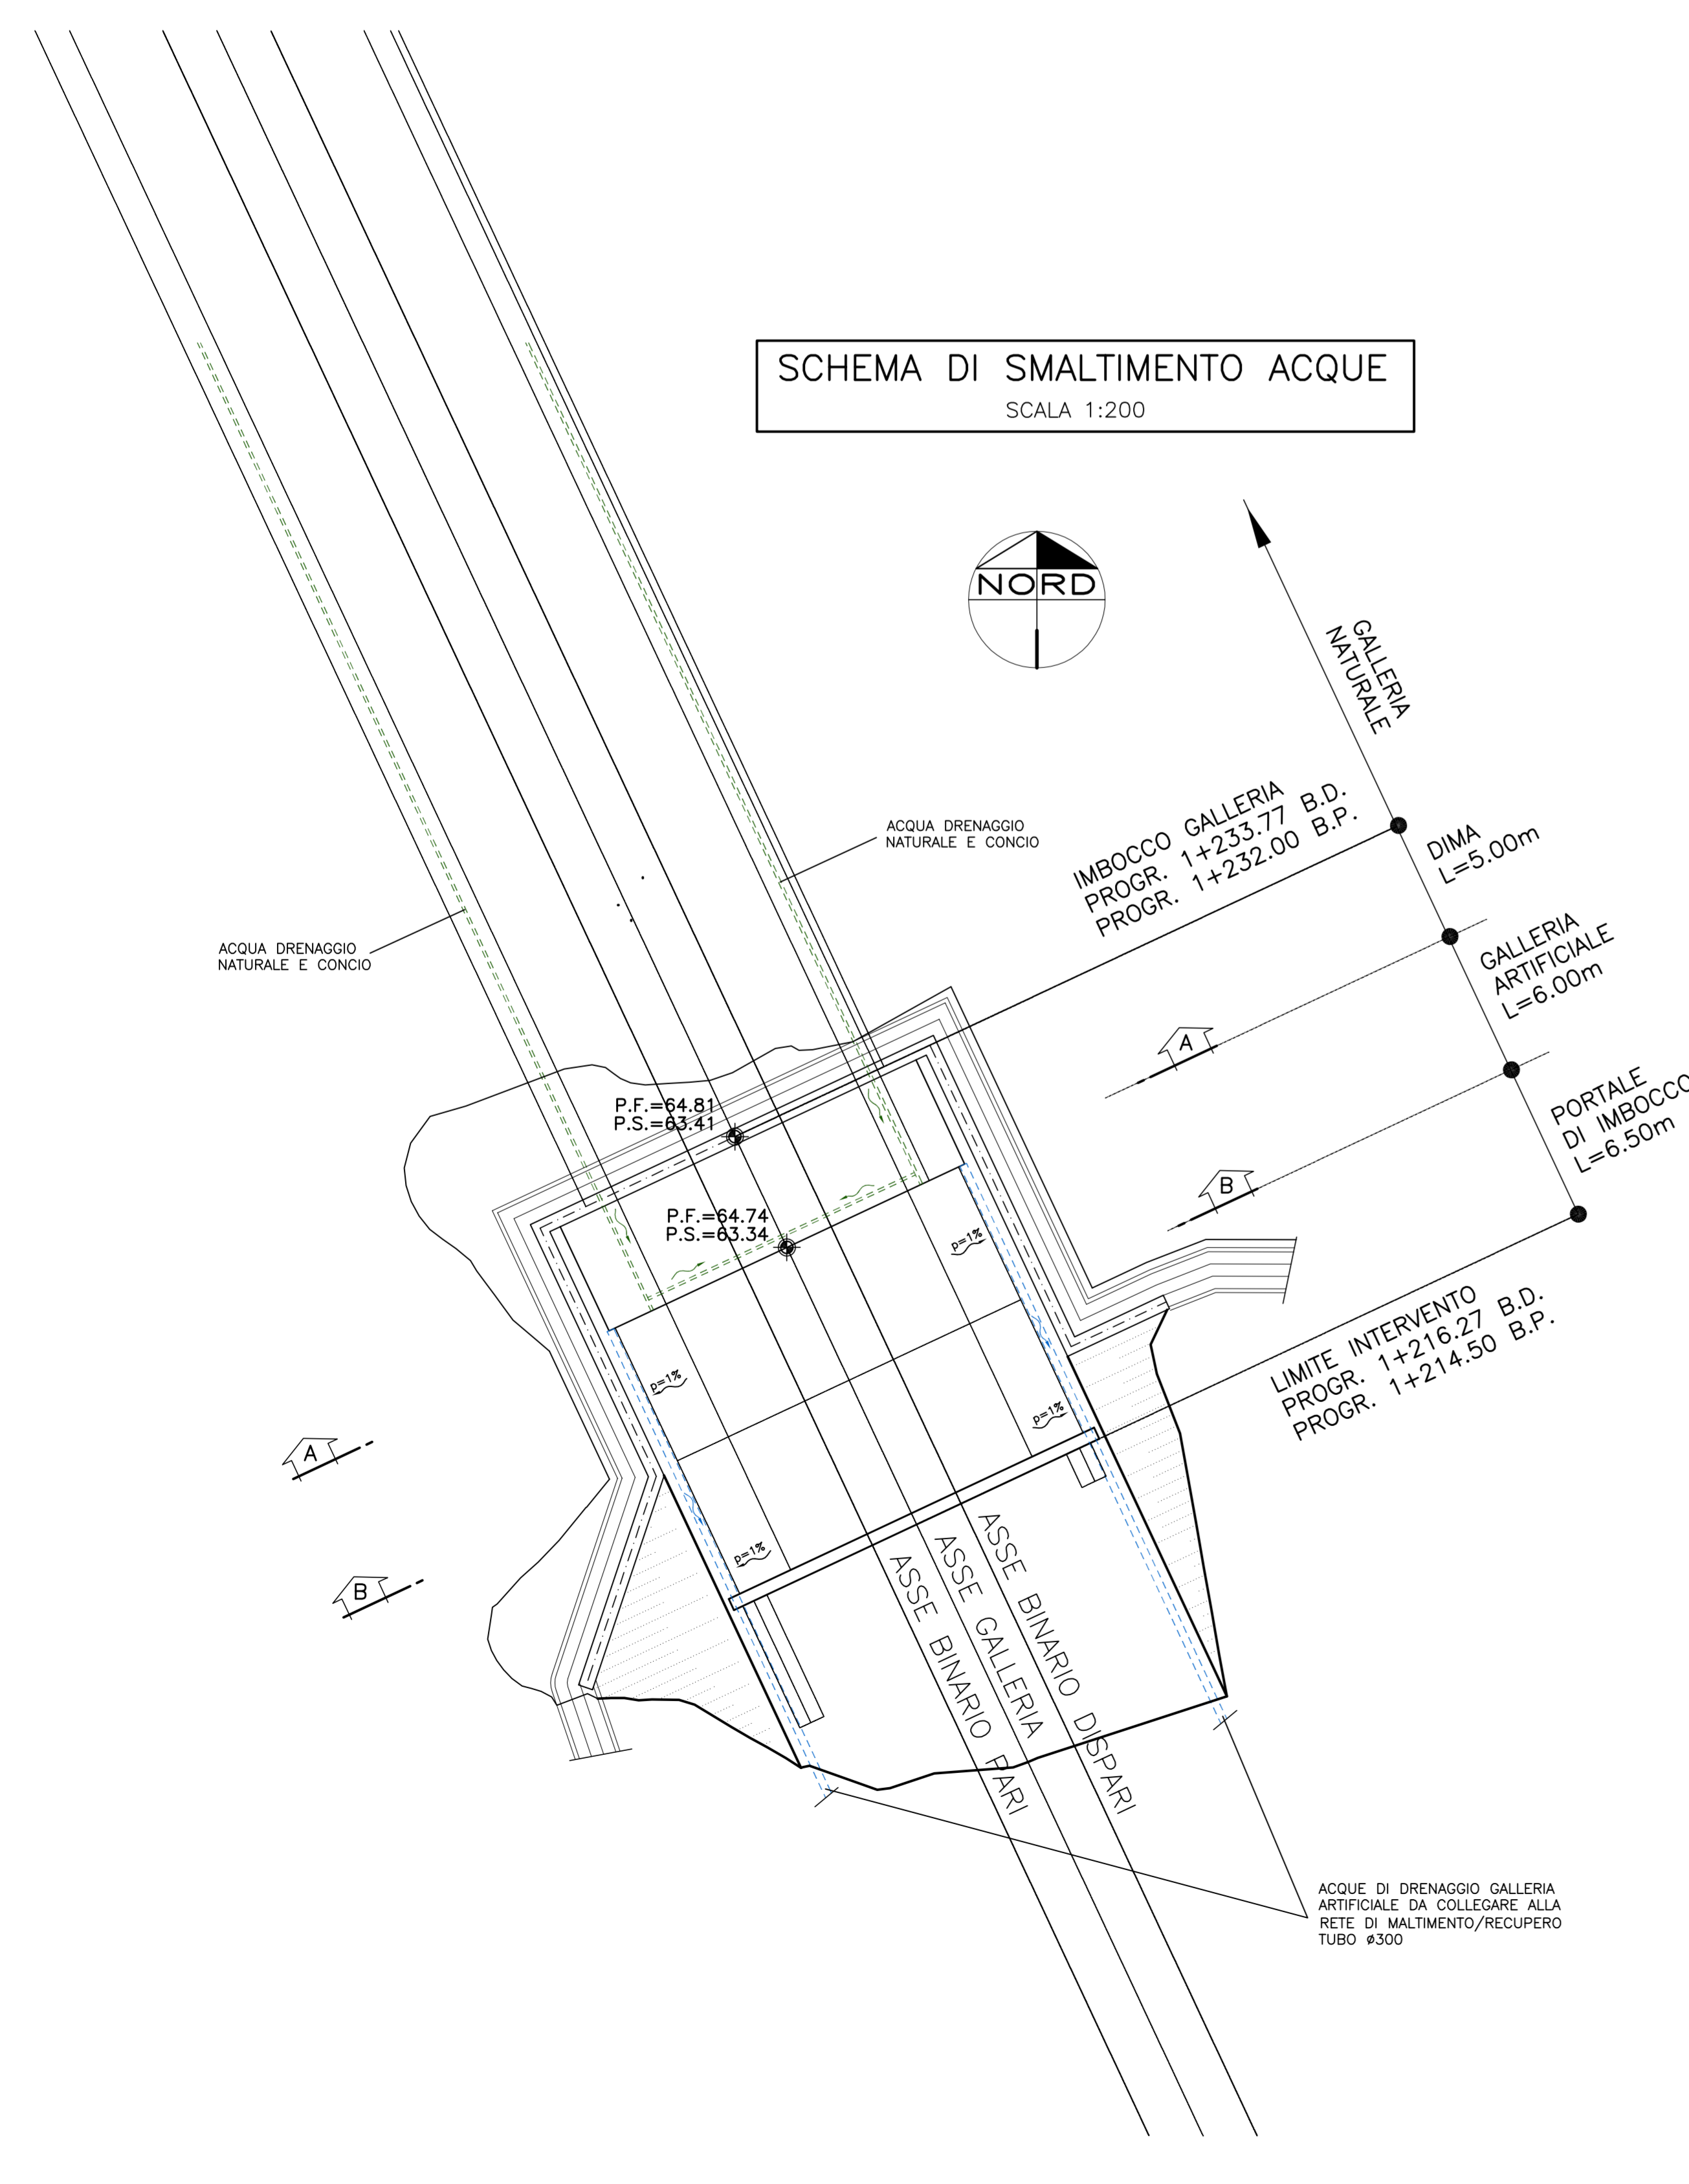 SCHEMA DI SMALTIMENTO ACQUE
SCALA 1:200
NORD
GALLERIA
NATURALE
IMBOCCO GALLERIA
PROGR. 1+233.77 B.D.
PROGR. 1+232.00 B.P.
DIMA
L=5.00m
ACQUA DRENAGGIO
NATURALE E CONCIO
ACQUA DRENAGGIO
NATURALE E CONCIO
GALLERIA
ARTIFICIALE
L=6.00m
A
PORTALE
DI IMBOCCO
L=6.50m
B
P.F.=64.81
P.S.=63.41
P.F.=64.74
P.S.=63.34
p=1%
p=1%
p=1%
p=1%
LIMITE INTERVENTO
PROGR. 1+216.27 B.D.
PROGR. 1+214.50 B.P.
A
B
ASSE BINARIO PARI
ASSE GALLERIA
ASSE BINARIO DISPARI
ACQUE DI DRENAGGIO GALLERIA
ARTIFICIALE DA COLLEGARE ALLA
RETE DI MALTIMENTO/RECUPERO
TUBO ø300